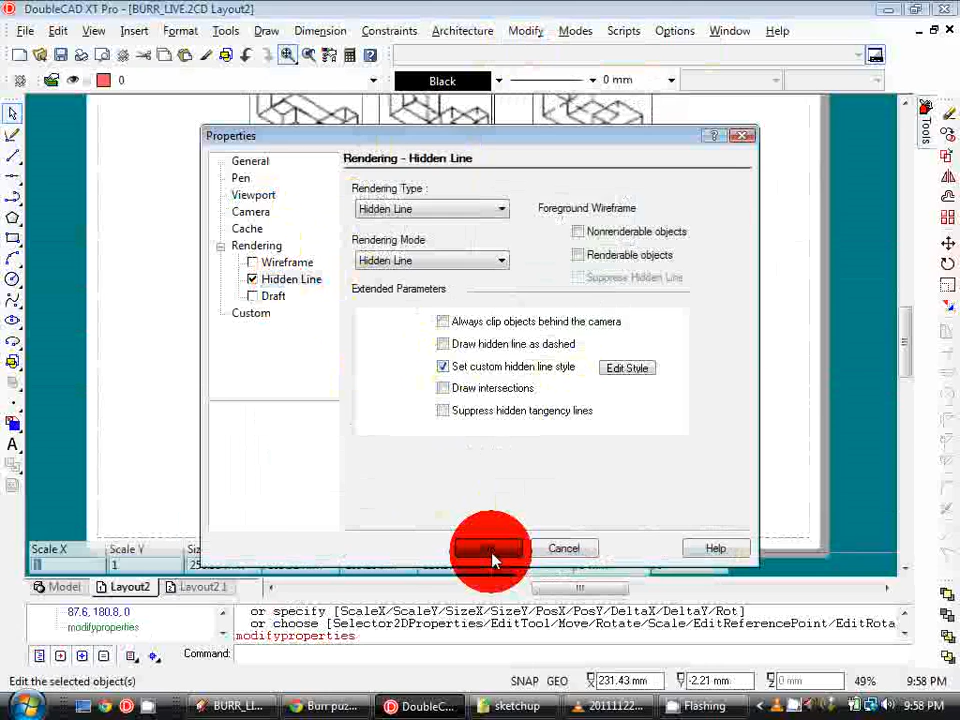 DoubleCAD XT Pro - [BURR_LIVE.2CD Layout2]
File Edit View Insert Format Tools Draw Dimension Constraints Architecture Modify Modes Scripts Options Window Help
0 Black 0 mm
Tools
Properties
General
Pen
Viewport
Camera
Cache
Rendering
Wireframe
Hidden Line
Draft
Custom
Rendering - Hidden Line
Rendering Type :
Hidden Line
Foreground Wireframe
Nonrenderable objects
Rendering Mode
Renderable objects
Hidden Line
Suppress Hidden Line
Extended Parameters
Always clip objects behind the camera
Draw hidden line as dashed
Set custom hidden line style Edit Style
Draw intersections
Suppress hidden tangency lines
Cancel Help
Scale X Scale Y
1
Model Layout2 Layout2 1
87.6, 180.8, 0
modifyproperties
or specify [ScaleX/ScaleY/SizeX/SizeY/PosX/PosY/DeltaX/DeltaY/Rot]
or choose [Selector2DProperties/EditTool/Move/Rotate/Scale/EditReferencePoint/EditRota
modifyproperties
Command:
Edit the selected object(s) SNAP GEO 231.43 mm -2.21 mm 0 mm 49% 9:58 PM
BURR_LI... Burr puz... DoubleC... sketchup 20111122... Flashing 9:58 PM